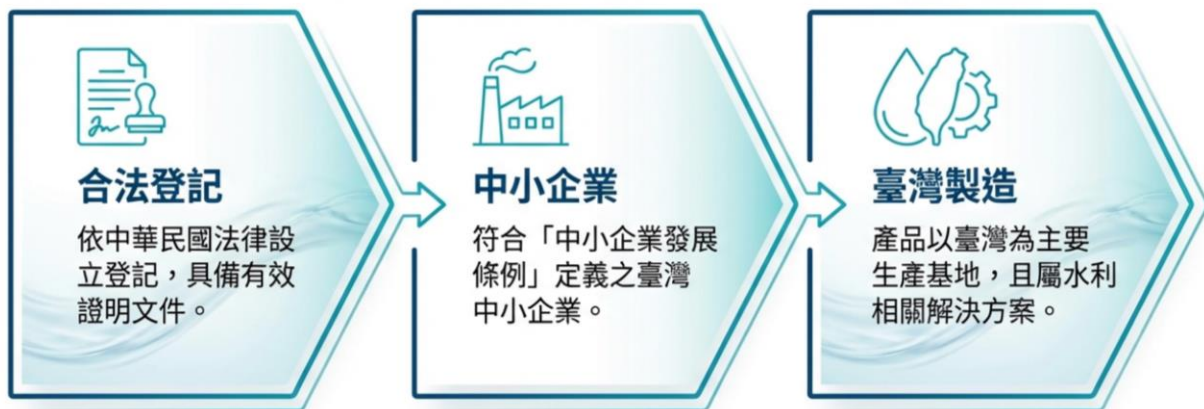 合法登記
依中華民國法律設
立登記，具備有效
證明文件。
中小企業
符合「中小企業發展
條例」定義之臺灣
中小企業。
臺灣製造
產品以臺灣為主要
生產基地，且屬水利
相關解決方案。